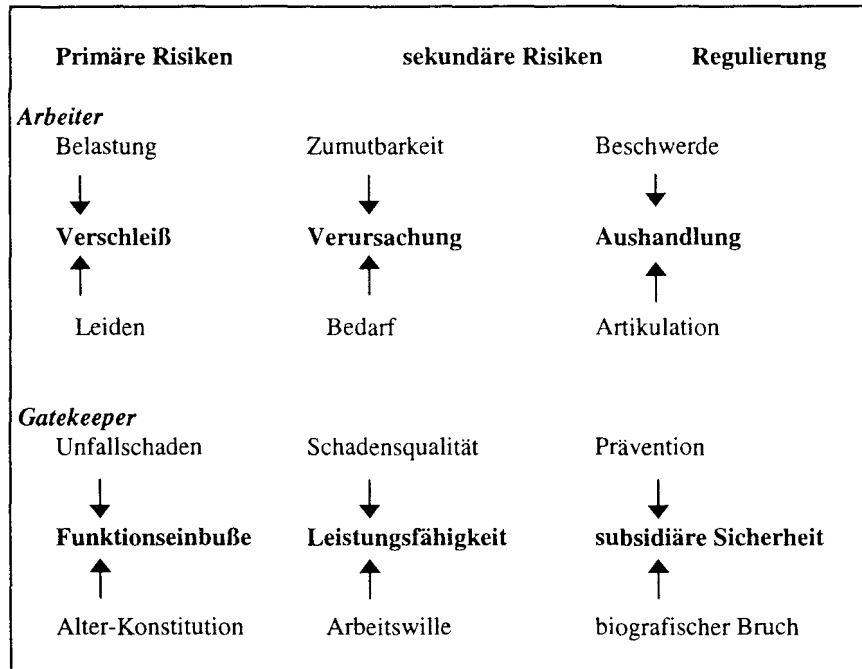 Primäre Risiken sekundäre Risiken Regulierung
Arbeiter
Belastung Zumutbarkeit Beschwerde
Verschleiß Verursachung Aushandlung
Leiden Bedarf Artikulation
Gatekeeper
Unfallschaden Schadensqualität Prävention
Funktionseinbuße Leistungsfähigkeit subsidiäre Sicherheit
Alter-Konstitution Arbeitswille biografischer Bruch